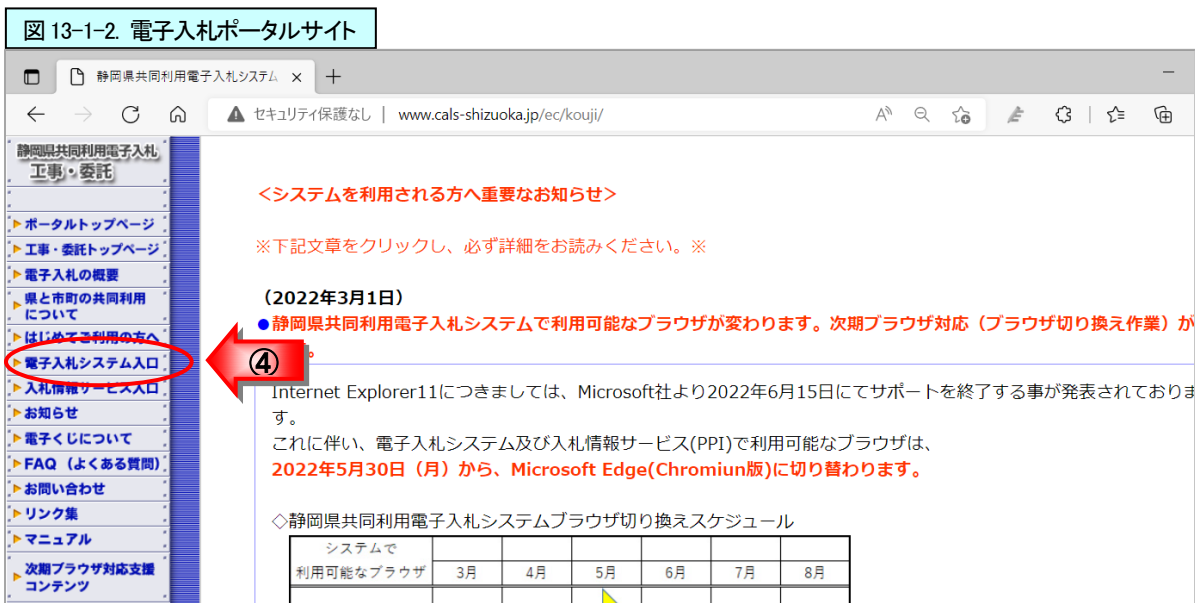 図 13-1-2. 電子入札ポータルサイト
静岡県共同利用電子入札システム
セキュリティ保護なし | www.cals-shizuoka.jp/ec/kouji/
静岡県共同利用電子入札
工事・委託
ポータルトップページ
工事・委託トップページ
電子入札の概要
県と市町の共同利用
について
はじめてご利用の方へ
電子入札システム入口
入札情報サービス入口
お知らせ
電子くじについて
FAQ（よくある質問）
お問い合わせ
リンク集
マニュアル
次期ブラウザ対応支援
コンテンツ
④
＜システムを利用される方へ重要なお知らせ＞
※下記文章をクリックし、必ず詳細をお読みください。※
（2022年3月1日）
●静岡県共同利用電子入札システムで利用可能なブラウザが変わります。次期ブラウザ対応（ブラウザ切り換え作業）が
。
Internet Explorer11につきましては、Microsoft社より2022年6月15日にてサポートを終了する事が発表されておりま
す。
これに伴い、電子入札システム及び入札情報サービス(PPI)で利用可能なブラウザは、
2022年5月30日（月）から、Microsoft Edge(Chromiun版)に切り替わります。
◇静岡県共同利用電子入札システムブラウザ切り換えスケジュール
システムで
利用可能なブラウザ 3月 4月 5月 6月 7月 8月